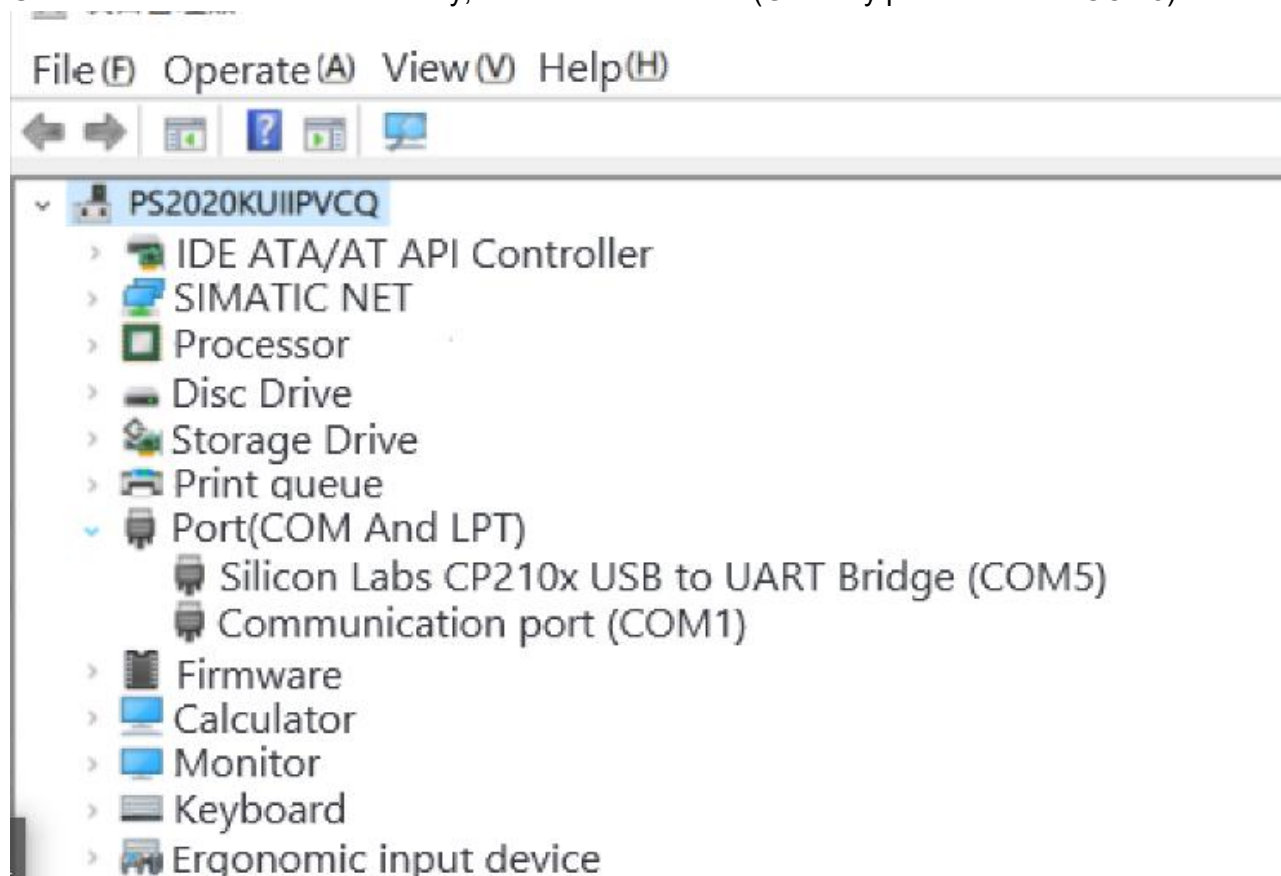 File(F) Operate(A) View(V) Help(H)
PS2020KUIIPVCQ
IDE ATA/AT API Controller
SIMATIC NET
Processor
Disc Drive
Storage Drive
Print queue
Port(COM And LPT)
Silicon Labs CP210x USB to UART Bridge (COM5)
Communication port (COM1)
Firmware
Calculator
Monitor
Keyboard
Ergonomic input device